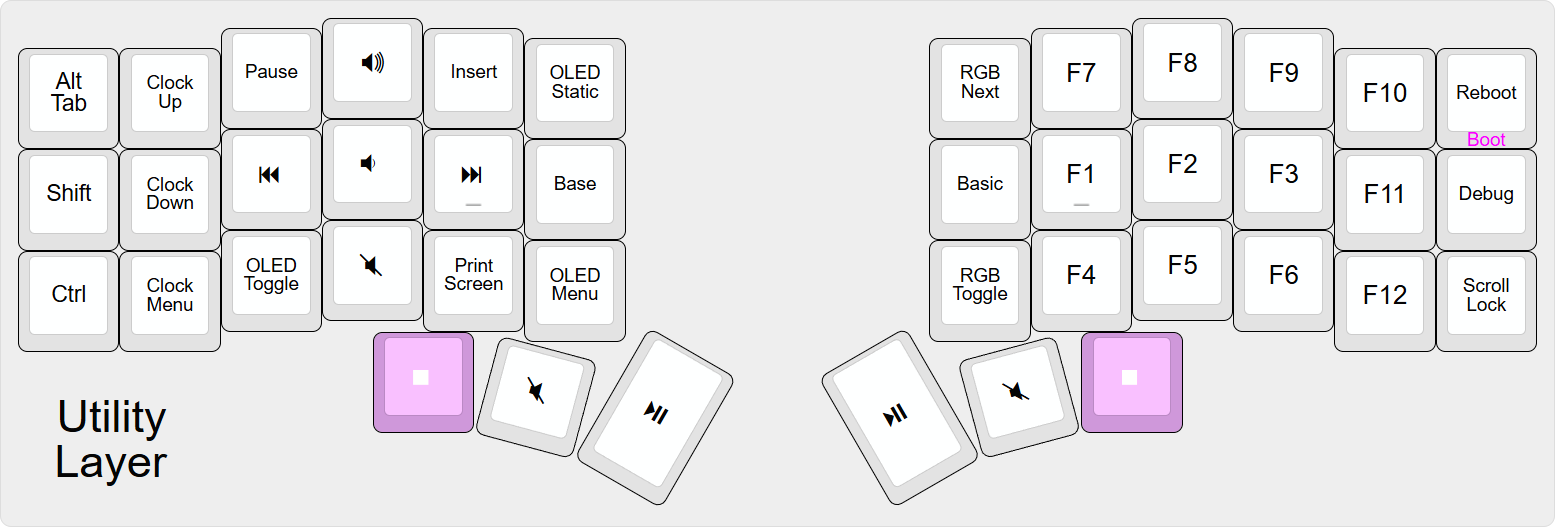 Alt
Tab
Clock
Up
Pause
Insert
OLED
Static
RGB
Next
F7
F8
F9
F10
Reboot
Boot
Shift
Clock
Down
Base
Basic
F1
F2
F3
F11
Debug
Ctrl
Clock
Menu
OLED
Toggle
Print
Screen
OLED
Menu
RGB
Toggle
F4
F5
F6
F12
Scroll
Lock
Utility
Layer